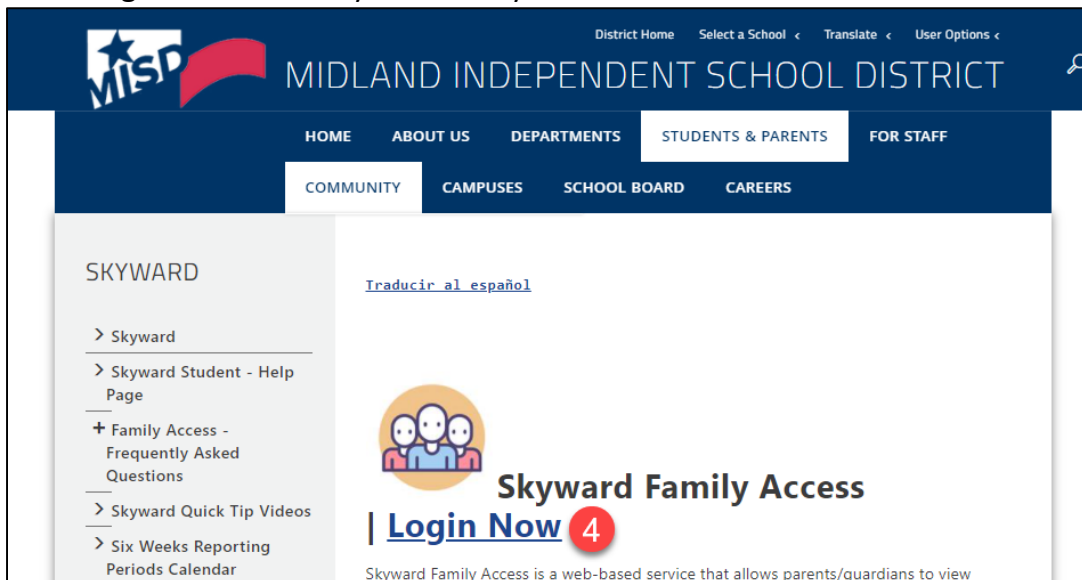 District Home Select a School Translate User Options
MISD
MIDLAND INDEPENDENT SCHOOL DISTRICT
HOME ABOUT US DEPARTMENTS STUDENTS & PARENTS FOR STAFF
COMMUNITY CAMPUSES SCHOOL BOARD CAREERS
SKYWARD
Skyward
Skyward Student - Help
Page
+ Family Access -
Frequently Asked
Questions
Skyward Quick Tip Videos
Six Weeks Reporting
Periods Calendar
Traducir al español
Skyward Family Access
| Login Now 4
Skyward Family Access is a web-based service that allows parents/guardians to view